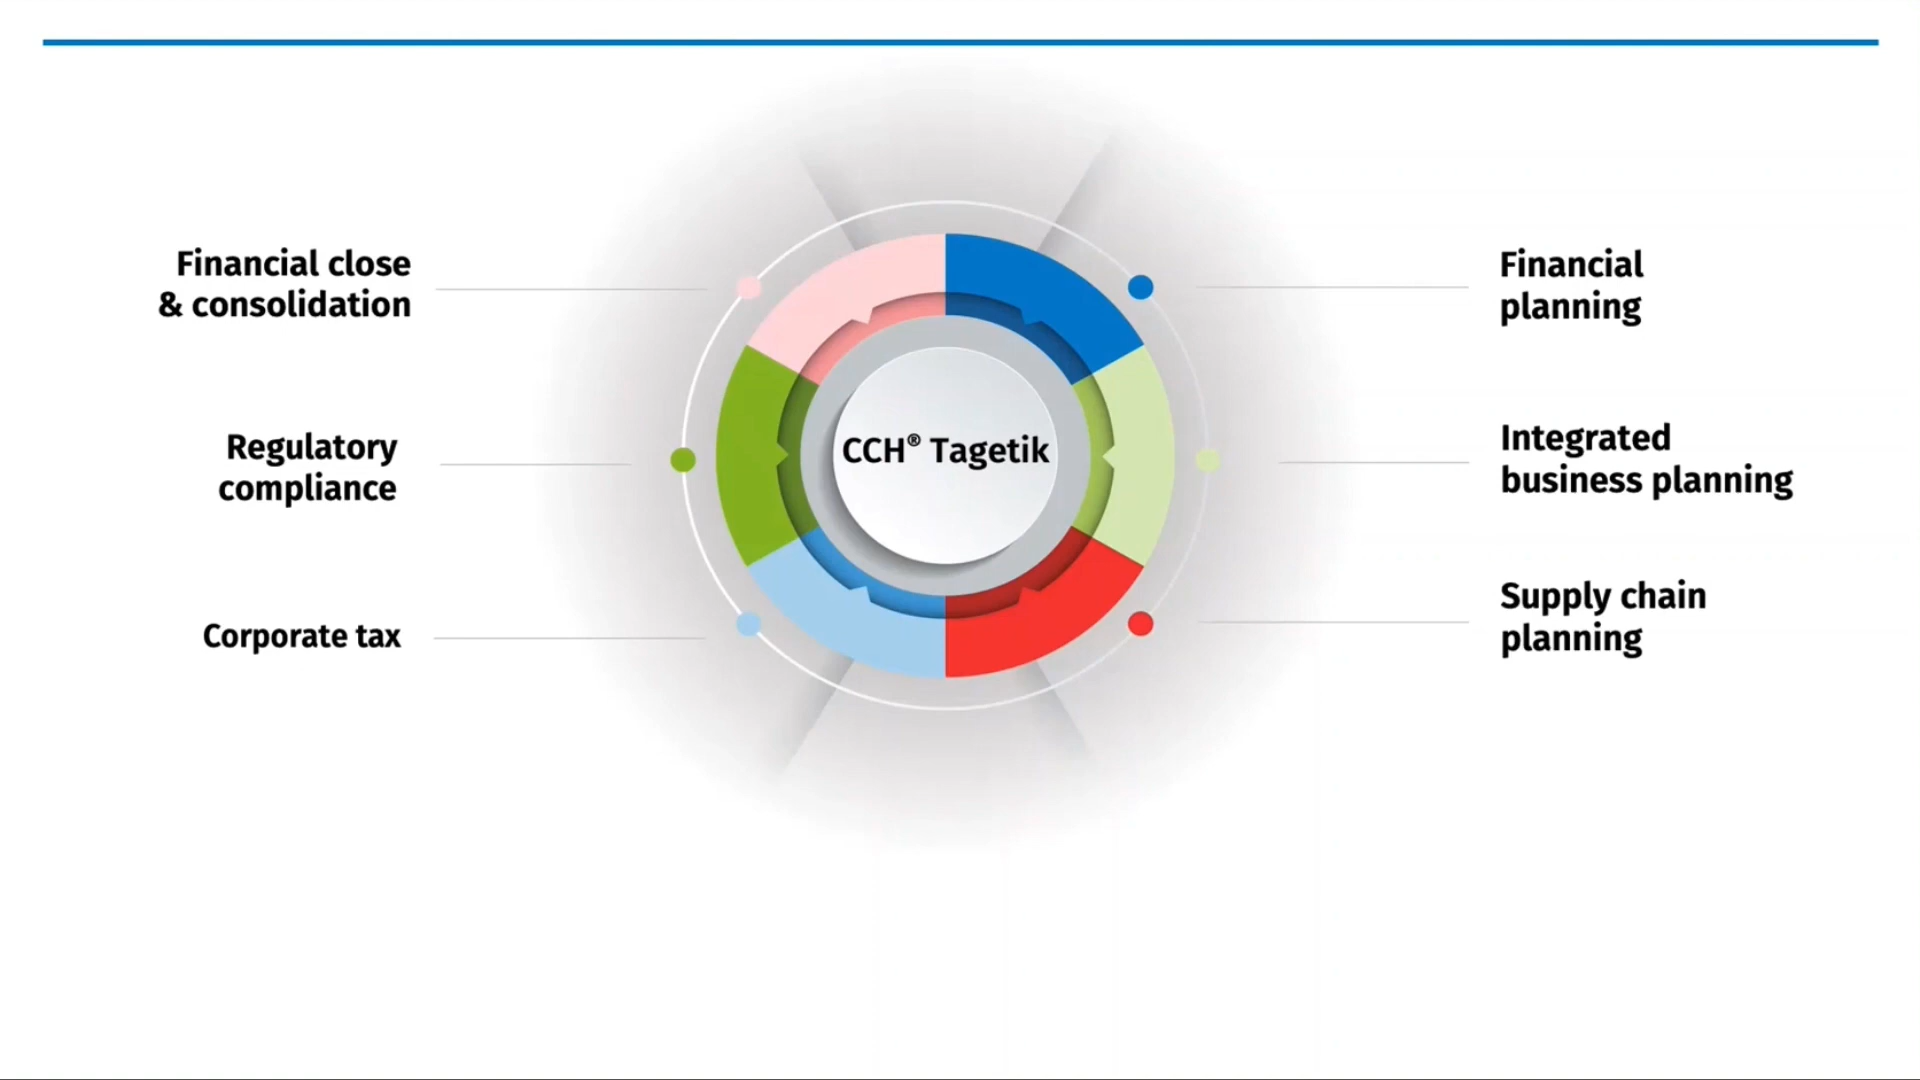 Financial close
& consolidation
Regulatory
compliance
Corporate tax
CCH® Tagetik
Financial
planning
Integrated
business planning
Supply chain
planning